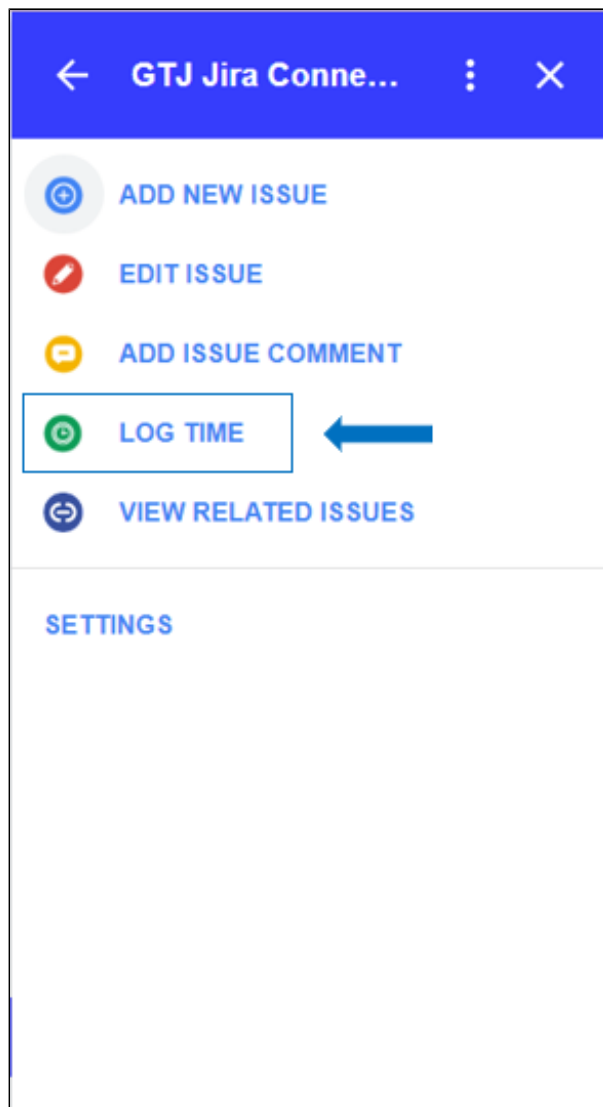 GTJ Jira Conne...
ADD NEW ISSUE
EDIT ISSUE
ADD ISSUE COMMENT
LOG TIME
VIEW RELATED ISSUES
SETTINGS